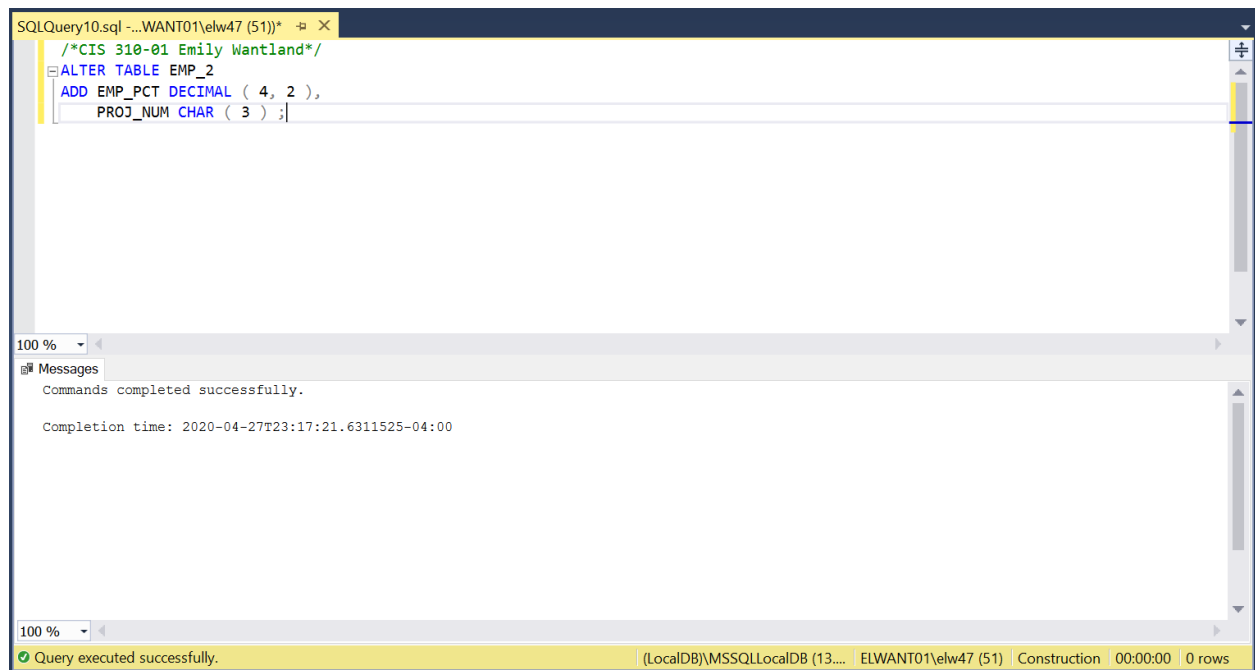 SQLQuery10.sql -...WANT01\elw47 (51))*
/*CIS 310-01 Emily Wantland*/
ALTER TABLE EMP_2
ADD EMP_PCT DECIMAL ( 4, 2 ),
PROJ_NUM CHAR ( 3 ) ;
100 %
Messages
Commands completed successfully.
Completion time: 2020-04-27T23:17:21.6311525-04:00
100 %
Query executed successfully. (LocalDB)\MSSQLLocalDB (13.... ELWANT01\elw47 (51) Construction 00:00:00 0 rows